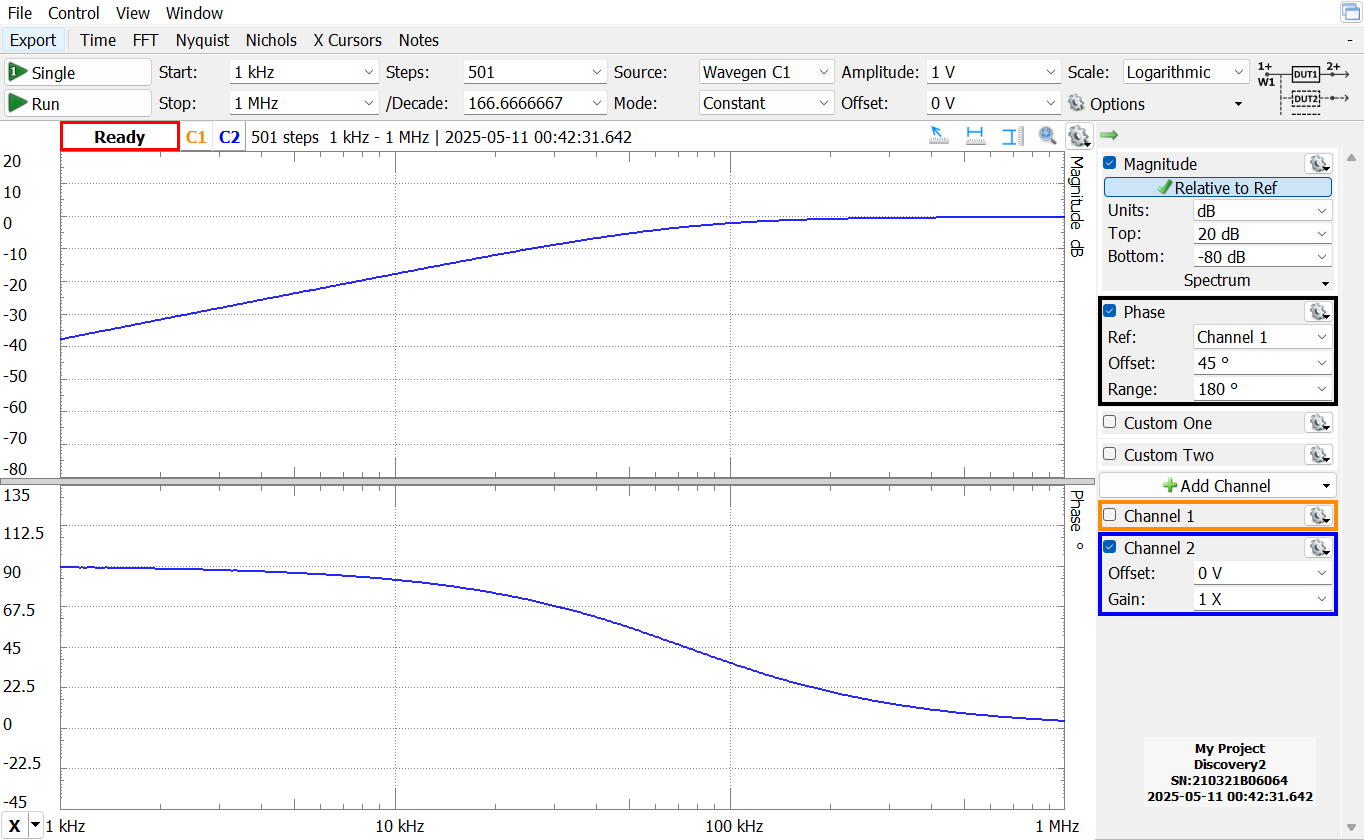 File Control View Window
Export Time FFT Nyquist Nichols X Cursors Notes -
1 Single Start: 1 kHz Steps: 501 Source: Wavegen C1 Amplitude: 1 V Scale: Logarithmic
Run Stop: 1 MHz /Decade: 166.6666667 Mode: Constant Offset: 0 V Options
1+ W1 DUT1 2+
DUT2
Ready C1 C2 501 steps 1 kHz - 1 MHz | 2025-05-11 00:42:31.642
20
10
0
-10
-20
-30
-40
-50
-60
-70
-80
Magnitude dB
135
112.5
90
67.5
45
22.5
0
-22.5
-45
Phase °
X 1 kHz 10 kHz 100 kHz 1 MHz
Magnitude
Relative to Ref
Units: dB
Top: 20 dB
Bottom: -80 dB
Spectrum
Phase
Ref: Channel 1
Offset: 45 °
Range: 180 °
Custom One
Custom Two
Add Channel
Channel 1
Channel 2
Offset: 0 V
Gain: 1 X
My Project
Discovery2
SN:210321B06064
2025-05-11 00:42:31.642